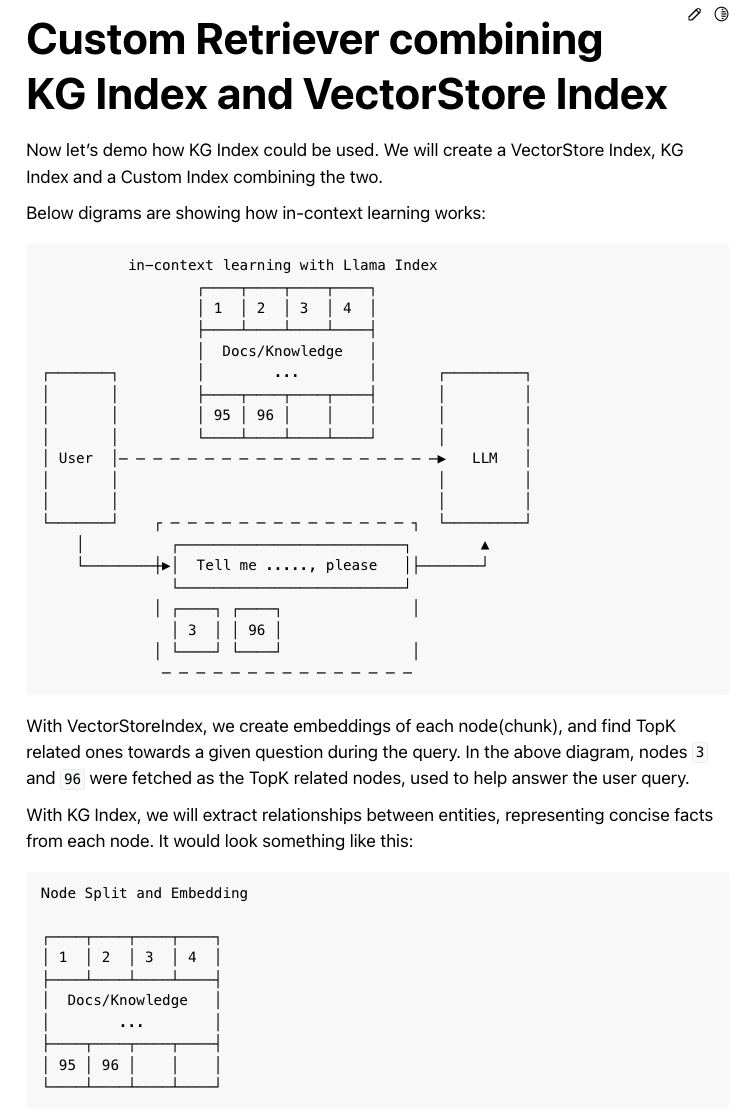 Custom Retriever combining
KG Index and VectorStore Index
Now let’s demo how KG Index could be used. We will create a VectorStore Index, KG
Index and a Custom Index combining the two.
Below digrams are showing how in-context learning works:
in-context learning with Llama Index
1 2 3 4
Docs/Knowledge
...
95 96
User LLM
Tell me ....., please
3 96
With VectorStoreIndex, we create embeddings of each node(chunk), and find TopK
related ones towards a given question during the query. In the above diagram, nodes 3
and 96 were fetched as the TopK related nodes, used to help answer the user query.
With KG Index, we will extract relationships between entities, representing concise facts
from each node. It would look something like this:
Node Split and Embedding
1 2 3 4
Docs/Knowledge
...
95 96